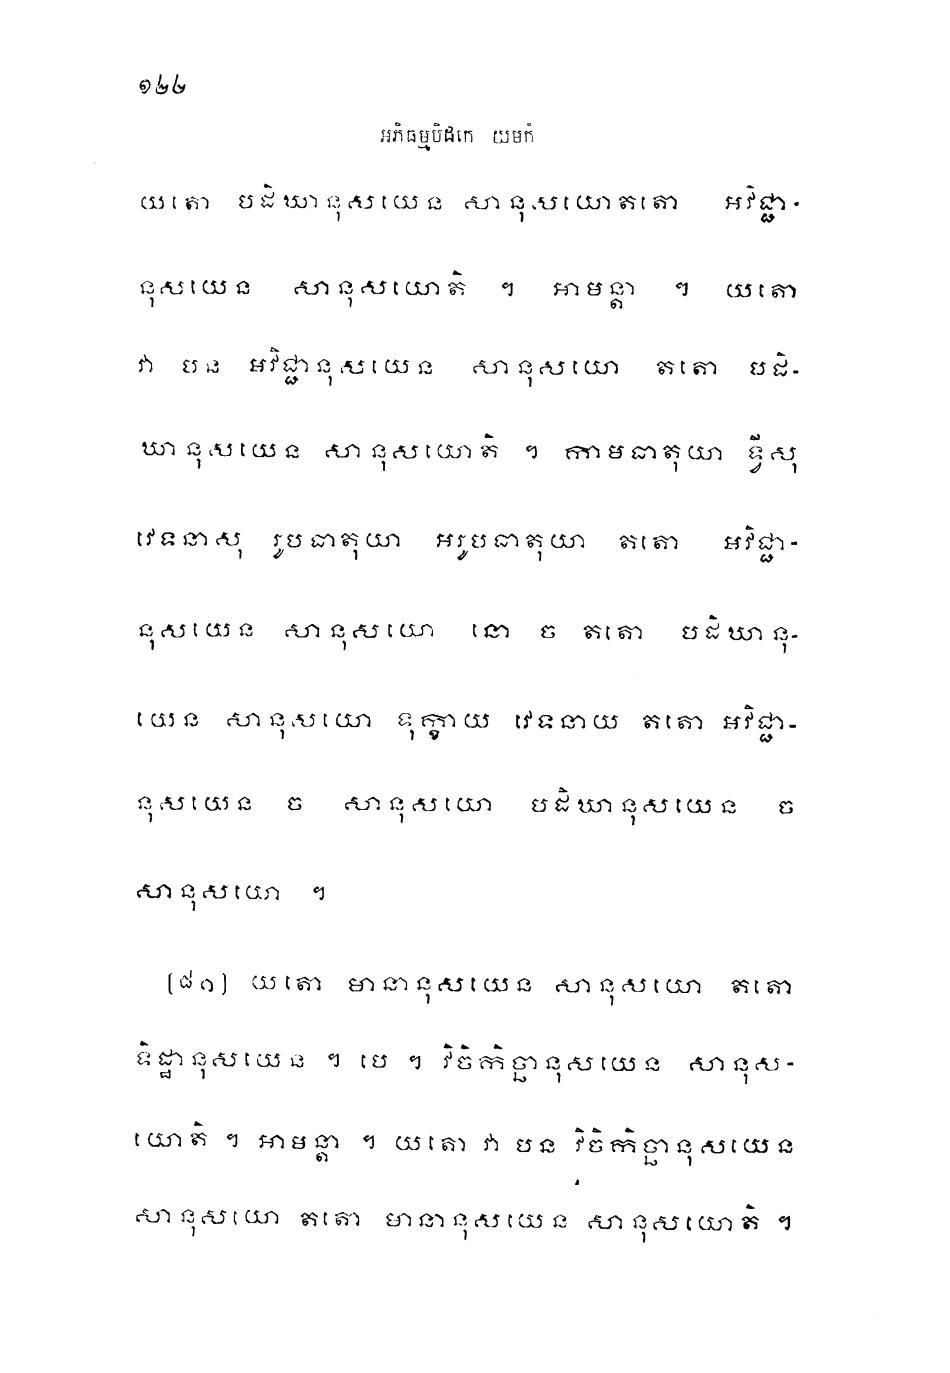 ១២២
អភិធម្មបិដកេ យមកំ
យតោ បដិឃានុសយេន សានុសយោតតោ អវិជ្ជា-
នុសយេន សានុសយោតិ ។ អាមន្តា ។ យតោ
វា បន អវិជ្ជានុសយេន សានុសយោ តតោ បដិ-
ឃានុសយេន សានុសយោតិ ។ កាមធាតុយា ទ្វីសុ
វេទនាសុ រូបធាតុយា អរូបធាតុយា តតោ អវិជ្ជា-
នុសយេន សានុសយោ នោ ច តតោ បដិឃានុ-
យេន សានុសយោ ទុក្ខាយ វេទនាយ តតោ អវិជ្ជា-
នុសយេន ច សានុសយោ បដិឃានុសយេន ច
សានុសយោ ។
(៨១) យតោ មានានុសយេន សានុសយោ តតោ
ទិដ្ឋានុសយេន ។ បេ ។ វិចិកិច្ឆានុសយេន សានុស-
យោតិ ។ អាមន្តា ។ យតោ វា បន វិចិកិច្ឆានុសយេន
សានុសយោ តតោ មានានុសយេន សានុសយោតិ ។